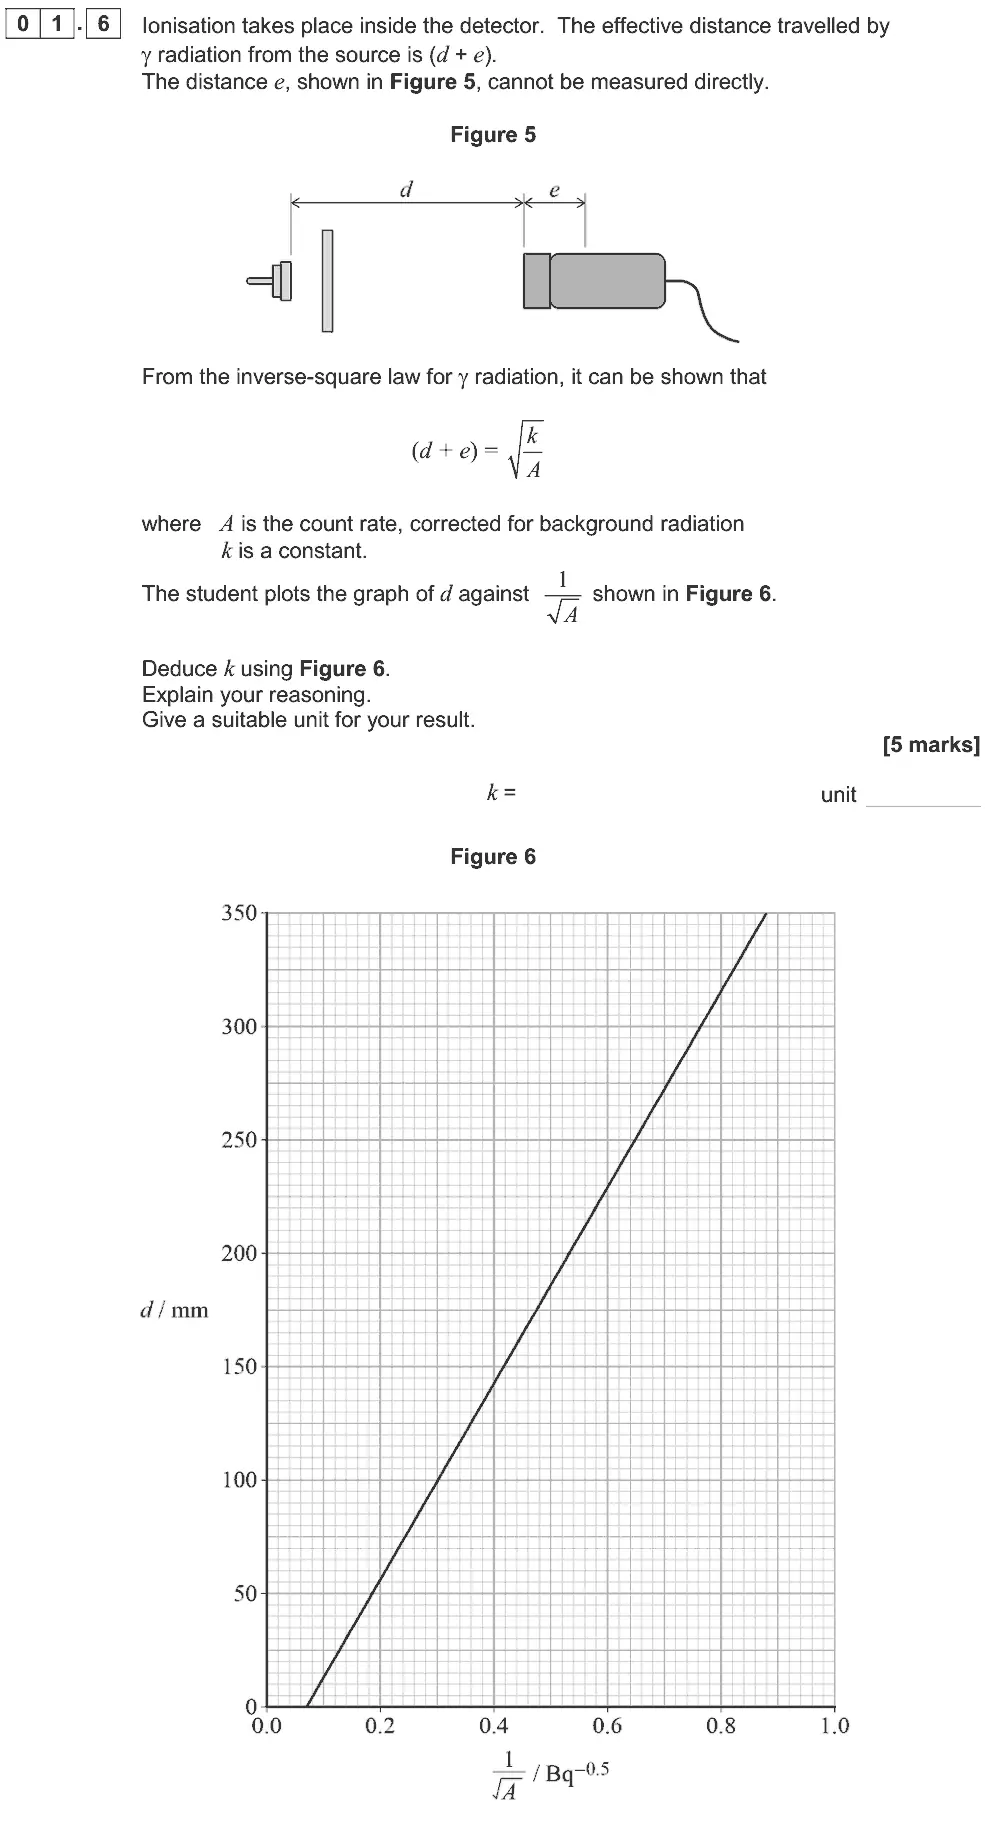 0 1 . 6 Ionisation takes place inside the detector. The effective distance travelled by
γ radiation from the source is (d + e).
The distance e, shown in Figure 5, cannot be measured directly.
Figure 5
d e
From the inverse-square law for γ radiation, it can be shown that
(d + e) = √(k/A)
where A is the count rate, corrected for background radiation
k is a constant.
The student plots the graph of d against 1/√A shown in Figure 6.
Deduce k using Figure 6.
Explain your reasoning.
Give a suitable unit for your result.
[5 marks]
k = unit
Figure 6
350
300
250
200
d / mm
150
100
50
0
0.0 0.2 0.4 0.6 0.8 1.0
1/√A / Bq⁻⁰·⁵